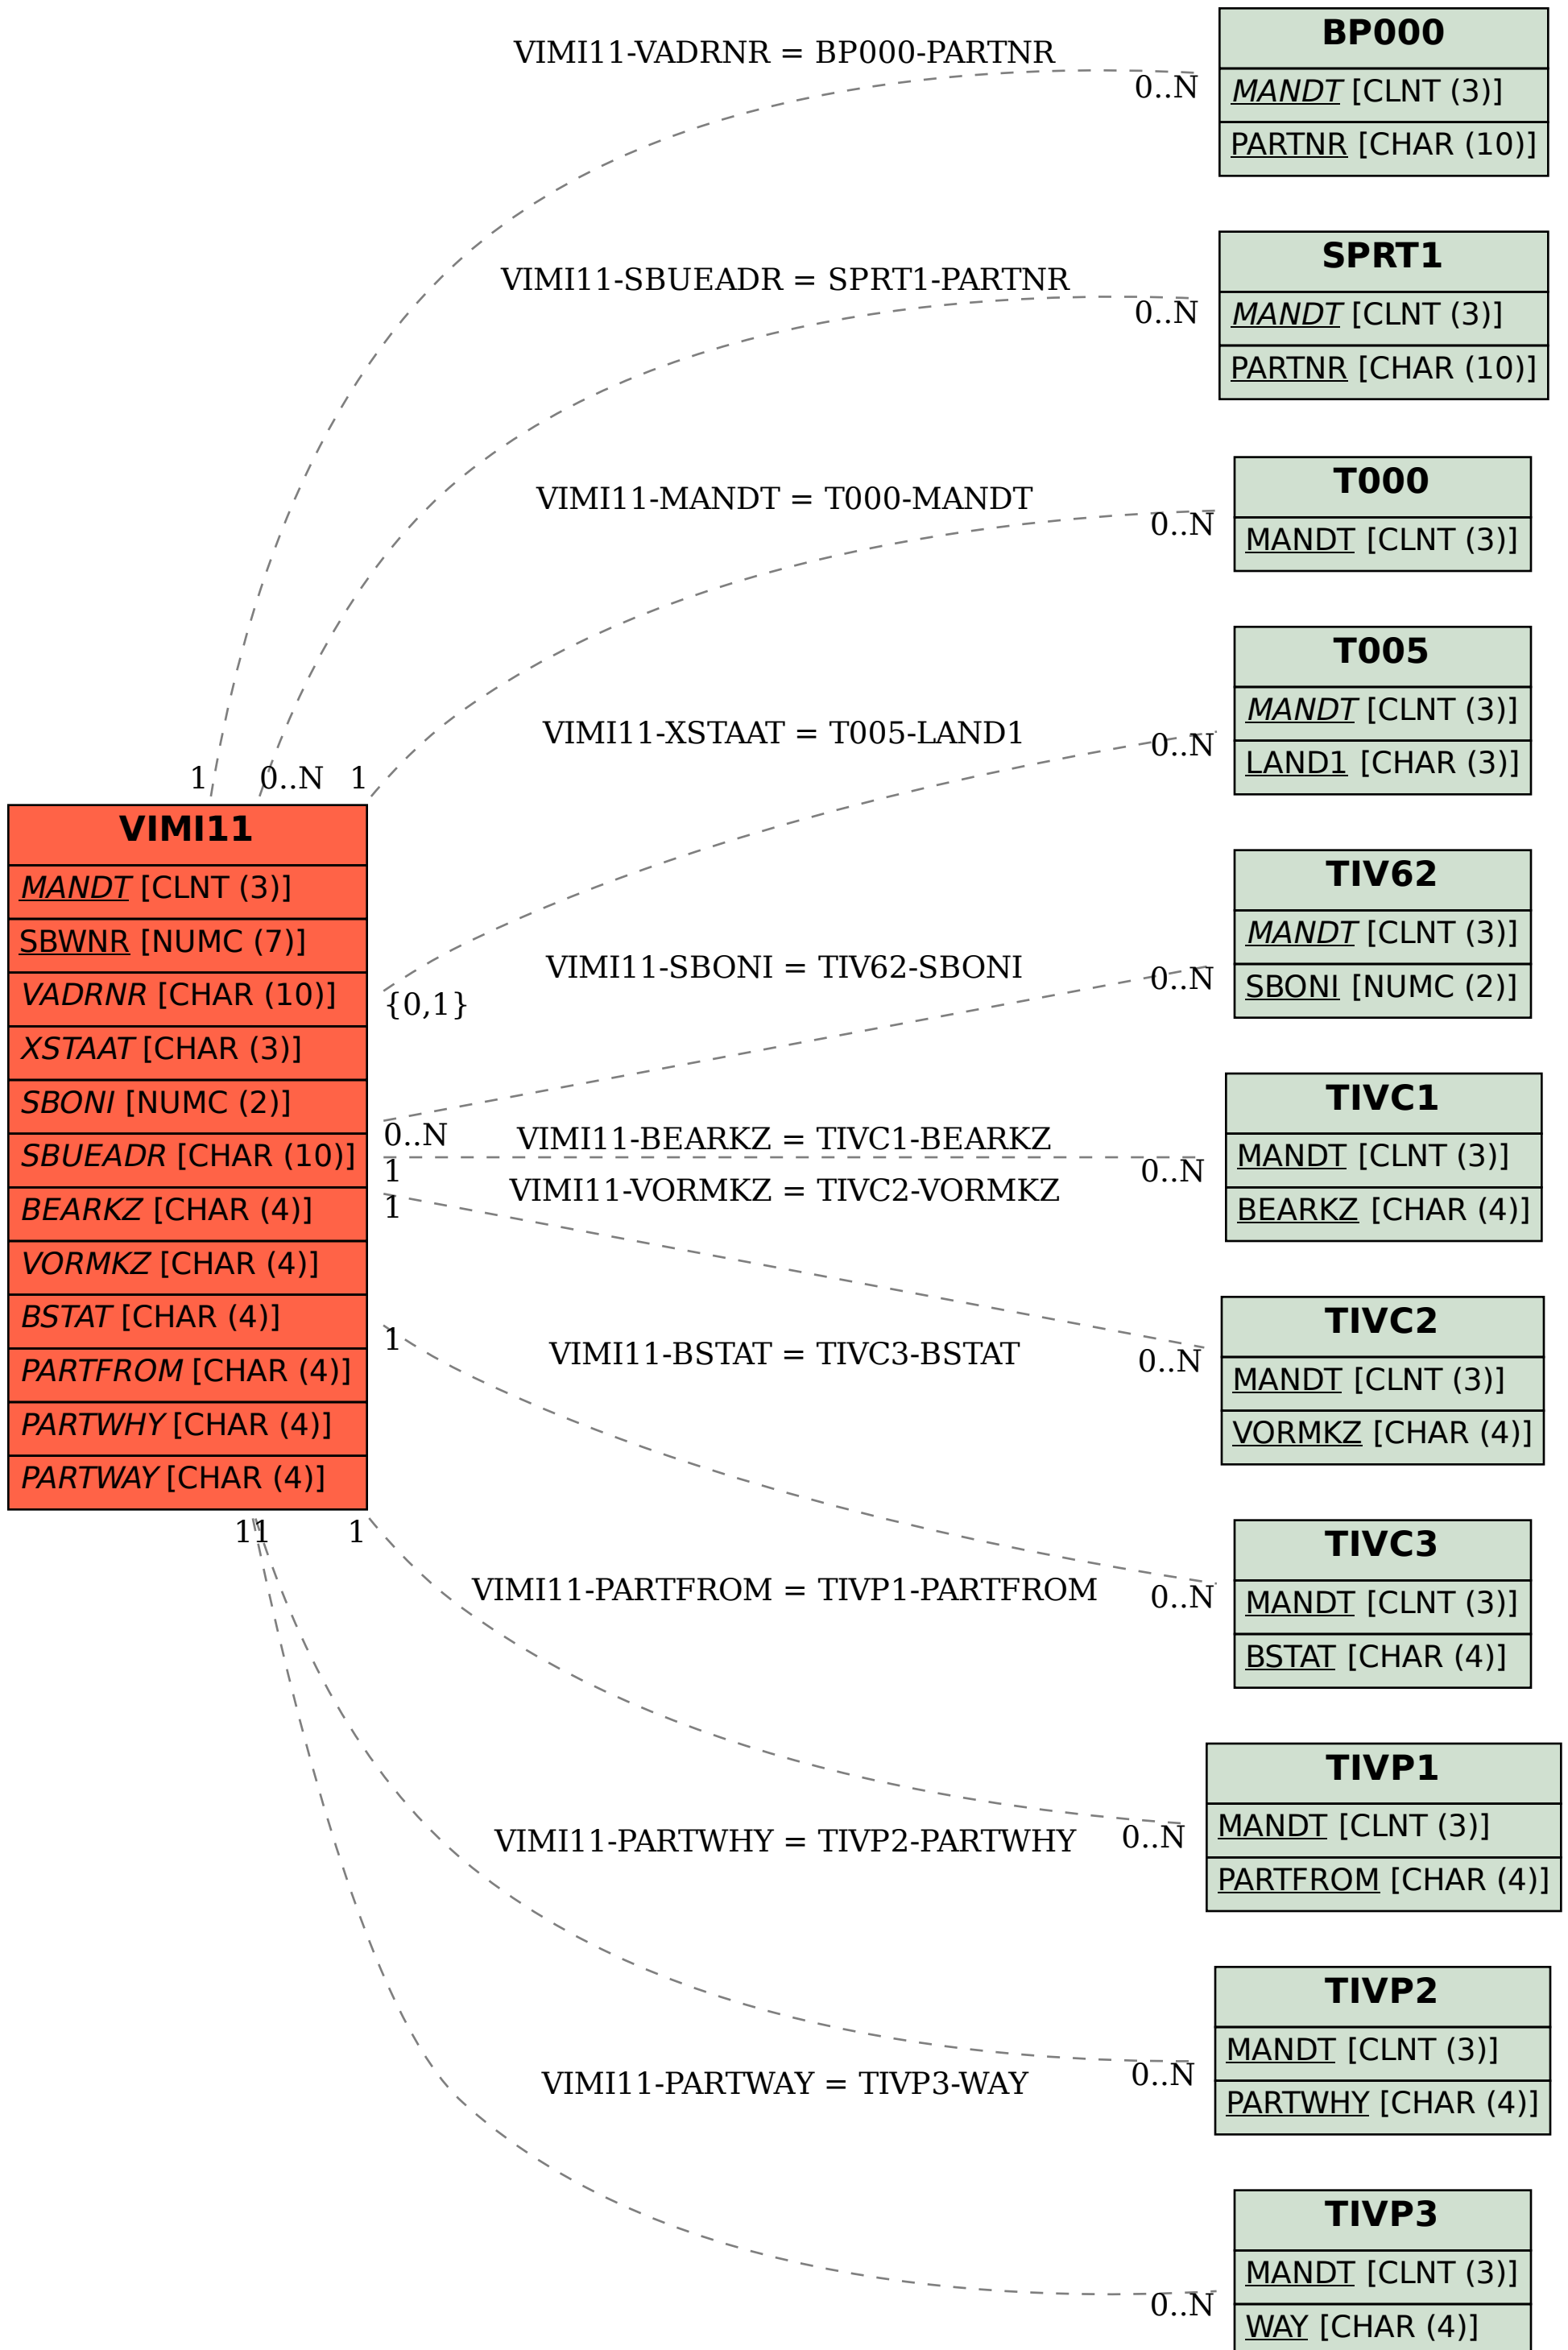 VIMI11-VADRNR = BP000-PARTNR
0..N
BP000
MANDT [CLNT (3)]
PARTNR [CHAR (10)]
VIMI11-SBUEADR = SPRT1-PARTNR
0..N
SPRT1
MANDT [CLNT (3)]
PARTNR [CHAR (10)]
VIMI11-MANDT = T000-MANDT
0..N
T000
MANDT [CLNT (3)]
VIMI11-XSTAAT = T005-LAND1
0..N
T005
MANDT [CLNT (3)]
LAND1 [CHAR (3)]
1
0..N
1
VIMI11
MANDT [CLNT (3)]
SBWNR [NUMC (7)]
VADRNR [CHAR (10)]
XSTAAT [CHAR (3)]
SBONI [NUMC (2)]
SBUEADR [CHAR (10)]
BEARKZ [CHAR (4)]
VORMKZ [CHAR (4)]
BSTAT [CHAR (4)]
PARTFROM [CHAR (4)]
PARTWHY [CHAR (4)]
PARTWAY [CHAR (4)]
{0,1}
VIMI11-SBONI = TIV62-SBONI
0..N
TIV62
MANDT [CLNT (3)]
SBONI [NUMC (2)]
0..N
VIMI11-BEARKZ = TIVC1-BEARKZ
1
0..N
TIVC1
MANDT [CLNT (3)]
BEARKZ [CHAR (4)]
VIMI11-VORMKZ = TIVC2-VORMKZ
1
0..N
TIVC2
MANDT [CLNT (3)]
VORMKZ [CHAR (4)]
1
VIMI11-BSTAT = TIVC3-BSTAT
0..N
TIVC3
MANDT [CLNT (3)]
BSTAT [CHAR (4)]
1
1
1
VIMI11-PARTFROM = TIVP1-PARTFROM
0..N
TIVP1
MANDT [CLNT (3)]
PARTFROM [CHAR (4)]
VIMI11-PARTWHY = TIVP2-PARTWHY
0..N
TIVP2
MANDT [CLNT (3)]
PARTWHY [CHAR (4)]
VIMI11-PARTWAY = TIVP3-WAY
0..N
TIVP3
MANDT [CLNT (3)]
WAY [CHAR (4)]